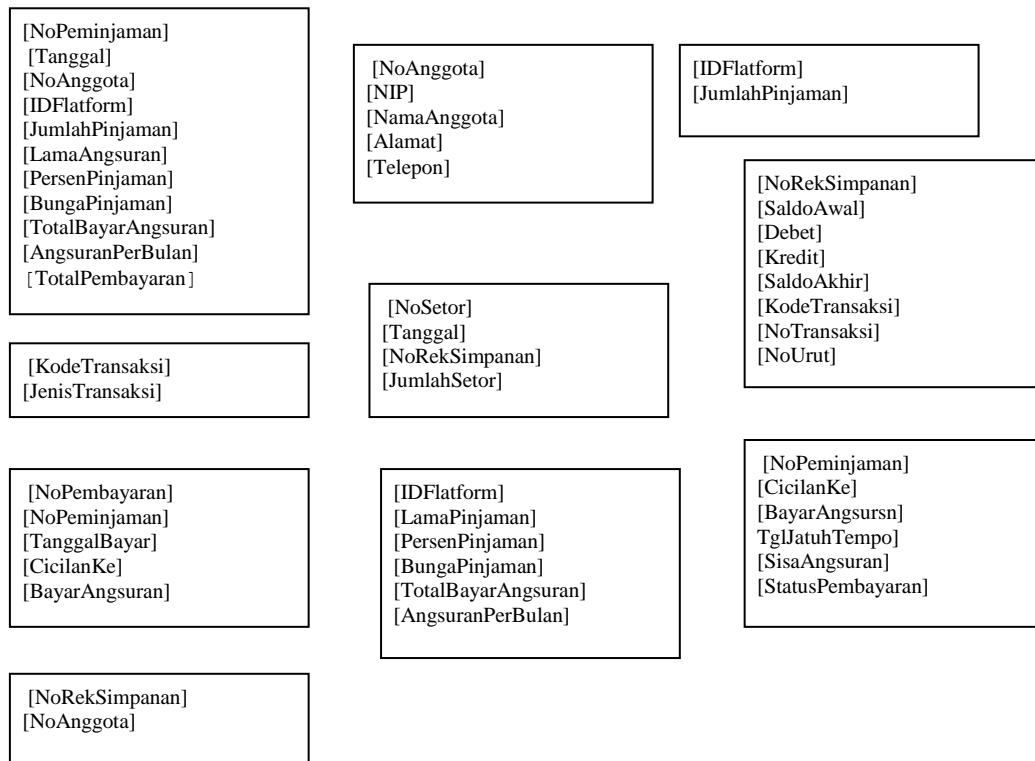 [NoPeminjaman]
[Tanggal]
[NoAnggota]
[IDFlatform]
[JumlahPinjaman]
[LamaAngsuran]
[PersenPinjaman]
[BungaPinjaman]
[TotalBayarAngsuran]
[AngsuranPerBulan]
[TotalPembayaran]
[NoAnggota]
[NIP]
[NamaAnggota]
[Alamat]
[Telepon]
[IDFlatform]
[JumlahPinjaman]
[NoRekSimpanan]
[SaldoAwal]
[Debet]
[Kredit]
[SaldoAkhir]
[KodeTransaksi]
[NoTransaksi]
[NoUrut]
[NoSetor]
[Tanggal]
[NoRekSimpanan]
[JumlahSetor]
[KodeTransaksi]
[JenisTransaksi]
[NoPembayaran]
[NoPeminjaman]
[TanggalBayar]
[CicilanKe]
[BayarAngsuran]
[IDFlatform]
[LamaPinjaman]
[PersenPinjaman]
[BungaPinjaman]
[TotalBayarAngsuran]
[AngsuranPerBulan]
[NoPeminjaman]
[CicilanKe]
[BayarAngsursn]
TglJatuhTempo]
[SisaAngsuran]
[StatusPembayaran]
[NoRekSimpanan]
[NoAnggota]